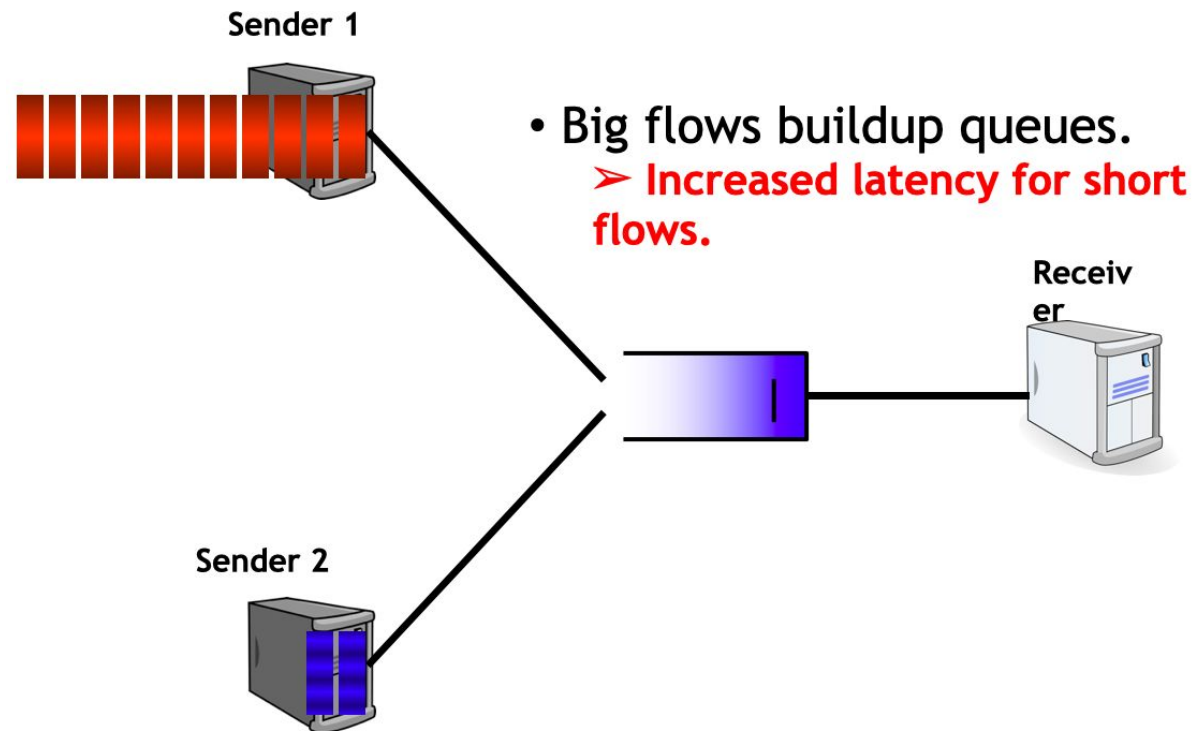 Sender 1
• Big flows buildup queues.
➢ Increased latency for short
flows.
Receiv
er
Sender 2